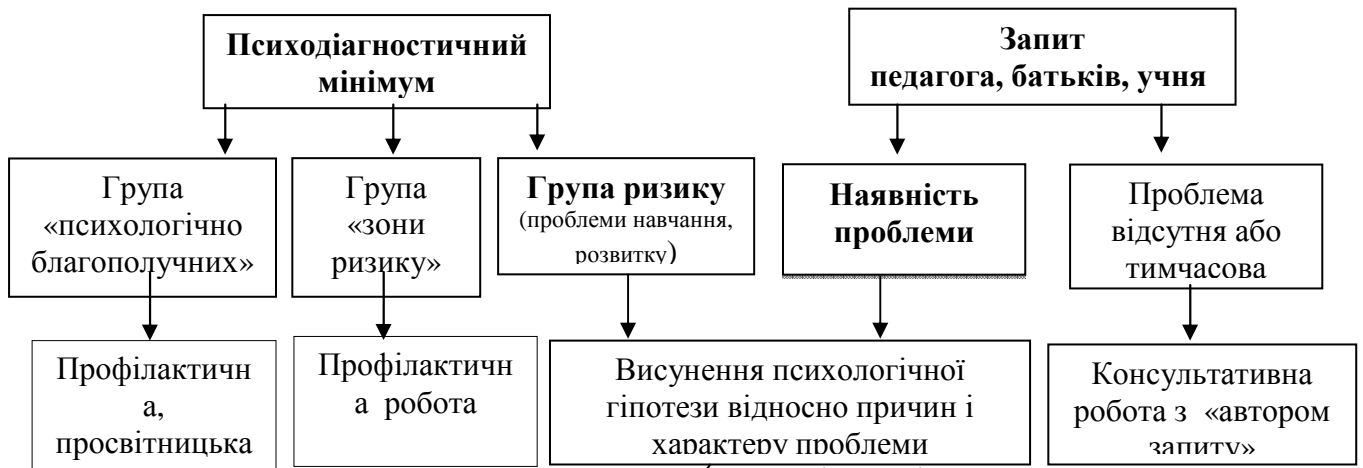 Психодіагностичний
мінімум
Запит
педагога, батьків, учня
Група
«психологічно
благополучних»
Група
«зони
ризику»
Група ризику
(проблеми навчання,
розвитку)
Наявність
проблеми
Проблема
відсутня або
тимчасова
Профілактичн
а,
просвітницька
Профілактичн
а робота
Висунення психологічної
гіпотези відносно причин і
характеру проблеми
Консультативна
робота з «автором
запиту»